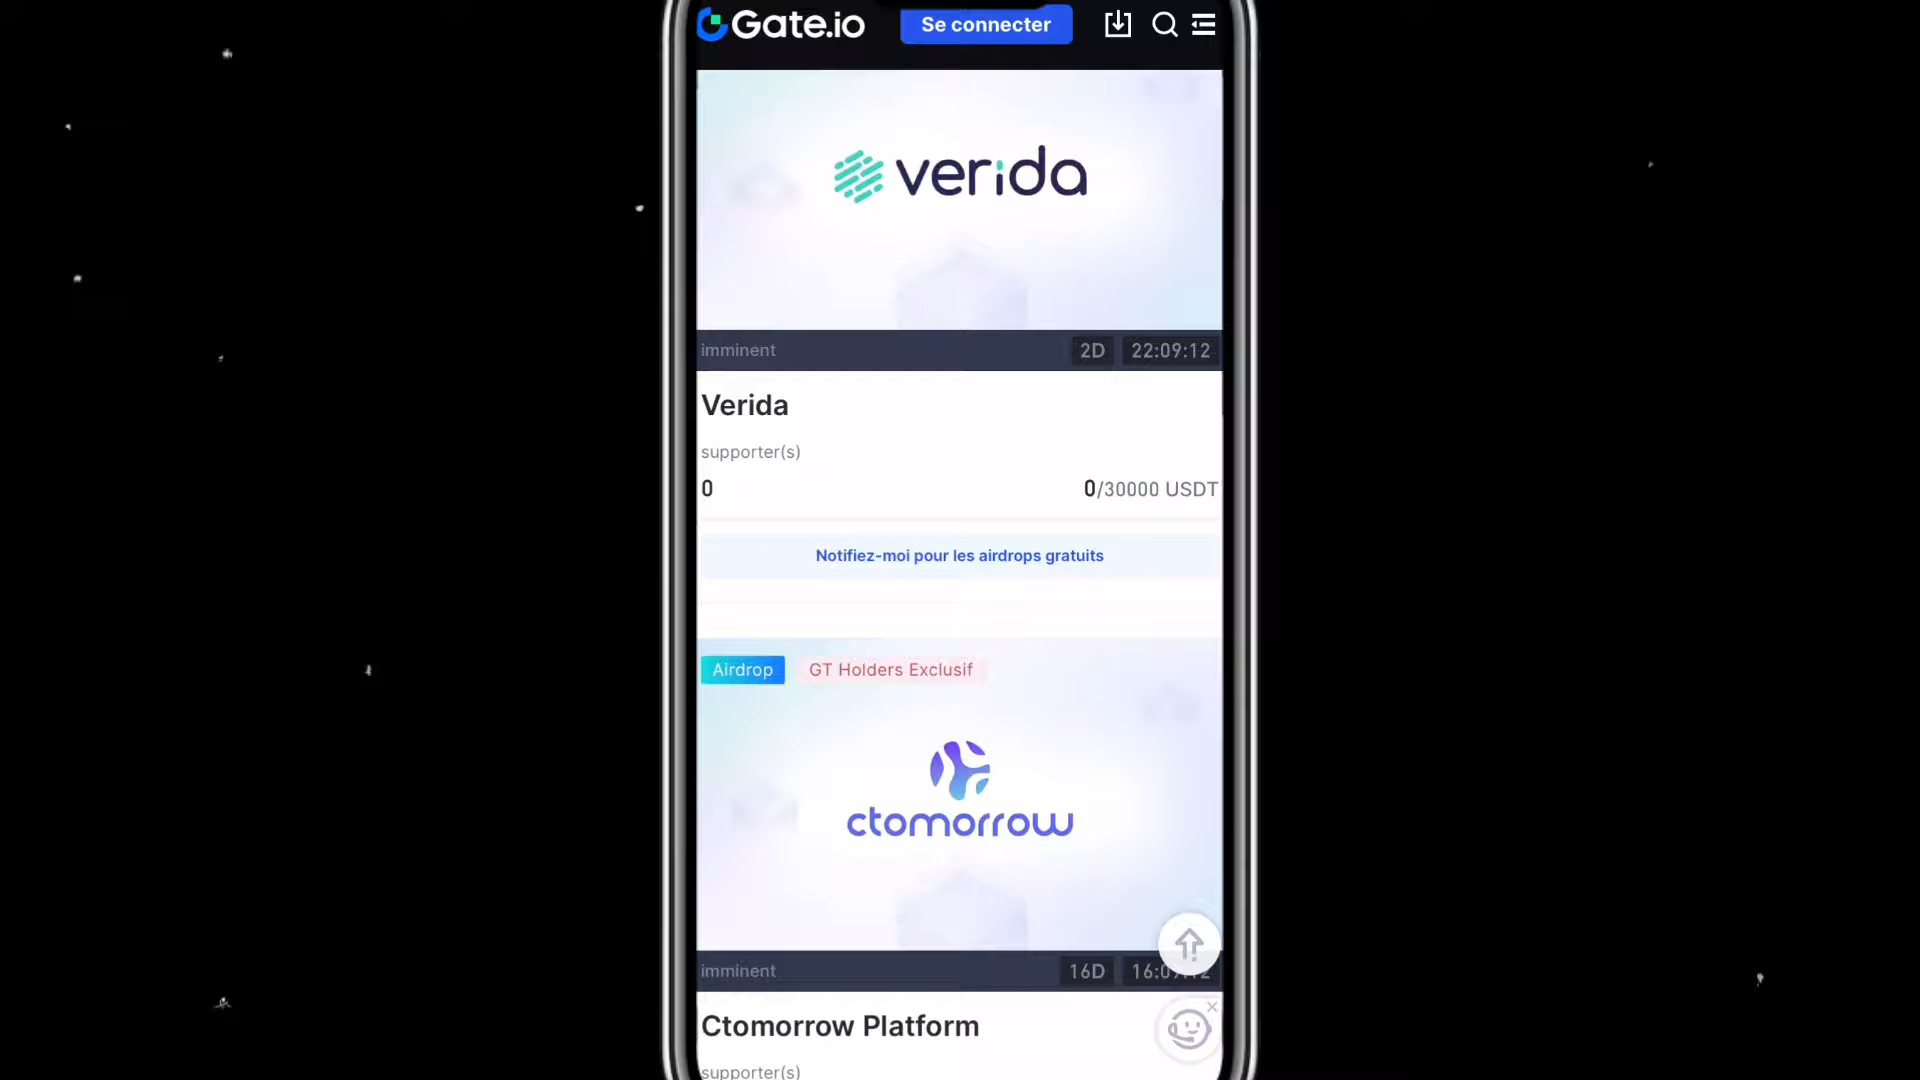 Gate.io
Se connecter
verida
imminent
2D 22:09:12
Verida
supporter(s)
0
0/30000 USDT
Notifiez-moi pour les airdrops gratuits
Airdrop
GT Holders Exclusif
ctomorrow
imminent
16D
Ctomorrow Platform
supporter(s)